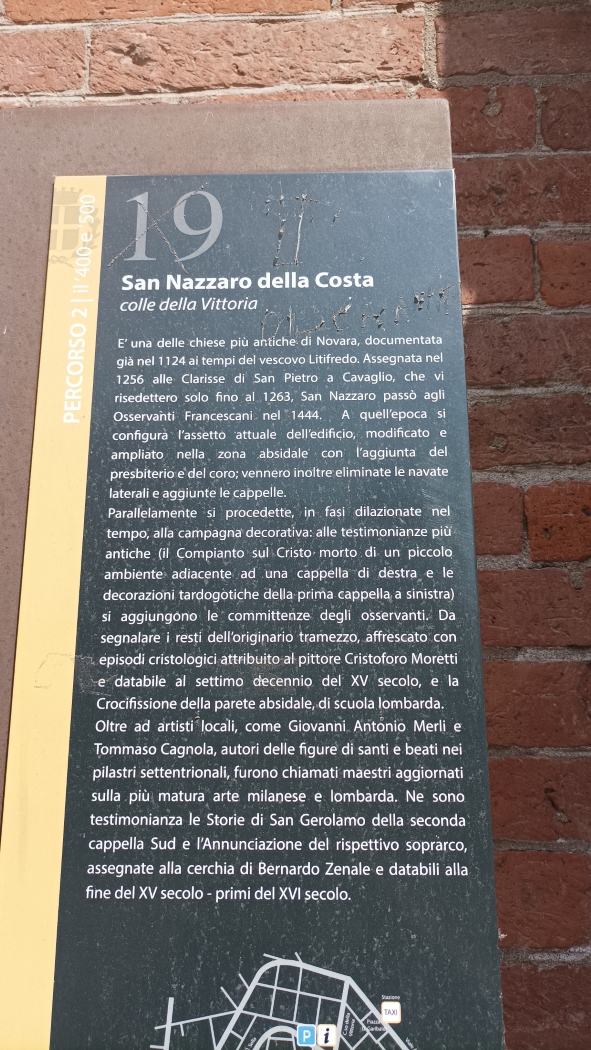 PERCORSO 2 | il '400 e '500
19
San Nazzaro della Costa
colle della Vittoria
E' una delle chiese più antiche di Novara, documentata
già nel 1124 ai tempi del vescovo Litifredo. Assegnata nel
1256 alle Clarisse di San Pietro a Cavaglio, che vi
risedettero solo fino al 1263, San Nazzaro passò agli
Osservanti Francescani nel 1444. A quell'epoca si
configura l'assetto attuale dell'edificio, modificato e
ampliato nella zona absidale con l'aggiunta del
presbiterio e del coro; vennero inoltre eliminate le navate
laterali e aggiunte le cappelle.
Parallelamente si procedette, in fasi dilazionate nel
tempo, alla campagna decorativa: alle testimonianze più
antiche (il Compianto sul Cristo morto di un piccolo
ambiente adiacente ad una cappella di destra e le
decorazioni tardogotiche della prima cappella a sinistra)
si aggiungono le committenze degli osservanti. Da
segnalare i resti dell'originario tramezzo, affrescato con
episodi cristologici attribuito al pittore Cristoforo Moretti
e databile al settimo decennio del XV secolo, e la
Crocifissione della parete absidale, di scuola lombarda.
Oltre ad artisti locali, come Giovanni Antonio Merli e
Tommaso Cagnola, autori delle figure di santi e beati nei
pilastri settentrionali, furono chiamati maestri aggiornati
sulla più matura arte milanese e lombarda. Ne sono
testimonianza le Storie di San Gerolamo della seconda
cappella Sud e l'Annunciazione del rispettivo soprarco,
assegnate alla cerchia di Bernardo Zenale e databili alla
fine del XV secolo - primi del XVI secolo.
Stazione
TAXI
P i